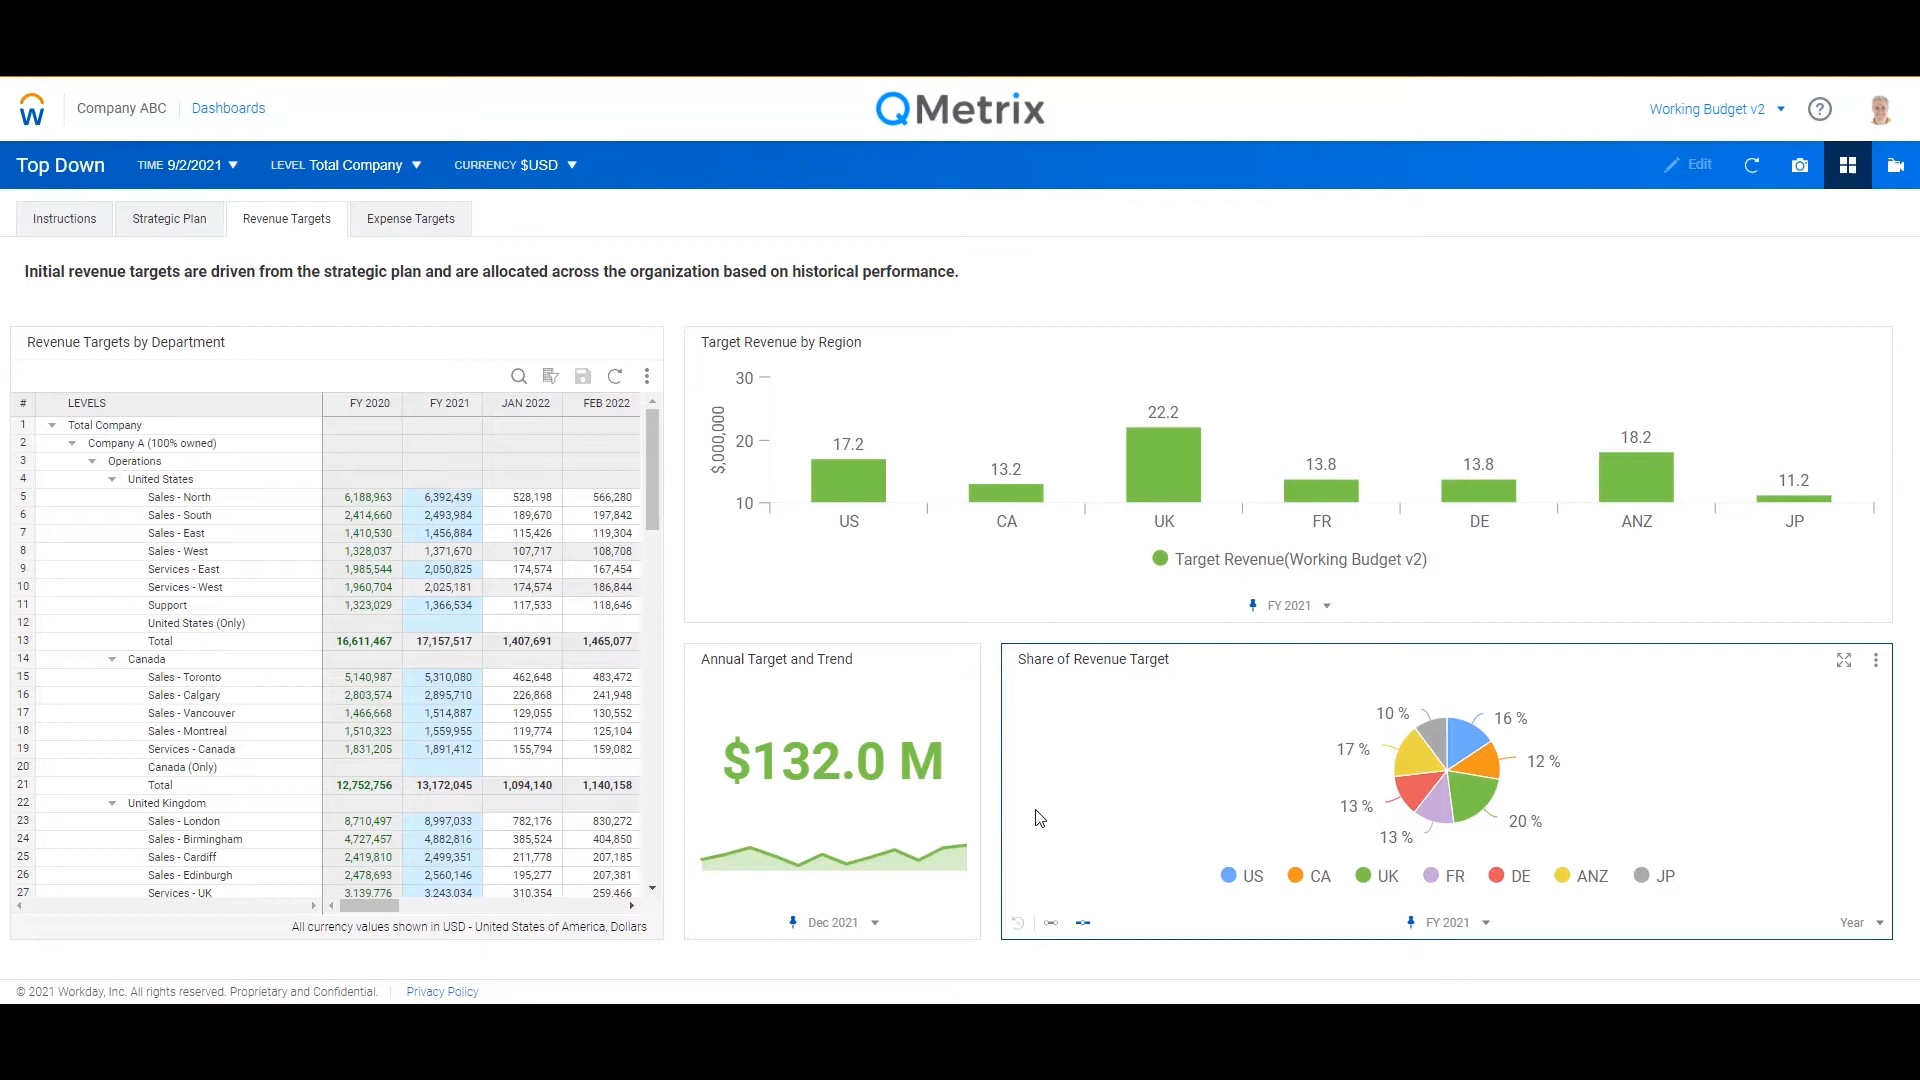 Company ABC Dashboards
QMetrix
Working Budget v2 ?
Top Down TIME 9/2/2021 LEVEL Total Company CURRENCY $USD Edit
Instructions Strategic Plan Revenue Targets Expense Targets
Initial revenue targets are driven from the strategic plan and are allocated across the organization based on historical performance.
Revenue Targets by Department
# LEVELS FY 2020 FY 2021 JAN 2022 FEB 2022
1 Total Company
2 Company A (100% owned)
3 Operations
4 United States
5 Sales - North 6,188,963 6,392,439 528,198 566,280
6 Sales - South 2,414,660 2,493,984 189,670 197,842
7 Sales - East 1,410,530 1,456,884 115,426 119,304
8 Sales - West 1,328,037 1,371,670 107,717 108,708
9 Services - East 1,985,544 2,050,825 174,574 167,454
10 Services - West 1,960,704 2,025,181 174,574 186,844
11 Support 1,323,029 1,366,534 117,533 118,646
12 United States (Only)
13 Total 16,611,467 17,157,517 1,407,691 1,465,077
14 Canada
15 Sales - Toronto 5,140,987 5,310,080 462,648 483,472
16 Sales - Calgary 2,803,574 2,895,710 226,868 241,948
17 Sales - Vancouver 1,466,668 1,514,887 129,055 130,552
18 Sales - Montreal 1,510,323 1,559,955 119,774 125,104
19 Services - Canada 1,831,205 1,891,412 155,794 159,082
20 Canada (Only)
21 Total 12,752,756 13,172,045 1,094,140 1,140,158
22 United Kingdom
23 Sales - London 8,710,497 8,997,033 782,176 830,272
24 Sales - Birmingham 4,727,457 4,882,816 385,524 404,850
25 Sales - Cardiff 2,419,810 2,499,351 211,778 207,185
26 Sales - Edinburgh 2,478,693 2,560,146 195,277 207,381
27 Services - UK 3,139,776 3,243,034 310,354 259,466
All currency values shown in USD - United States of America, Dollars
Target Revenue by Region
$,000,000
30
20
10
17.2 13.2 22.2 13.8 13.8 18.2 11.2
US CA UK FR DE ANZ JP
Target Revenue(Working Budget v2)
FY 2021
Annual Target and Trend
$132.0 M
Dec 2021
Share of Revenue Target
10 % 16 %
17 % 12 %
13 % 20 %
13 %
US CA UK FR DE ANZ JP
FY 2021 Year
© 2021 Workday, Inc. All rights reserved. Proprietary and Confidential. Privacy Policy